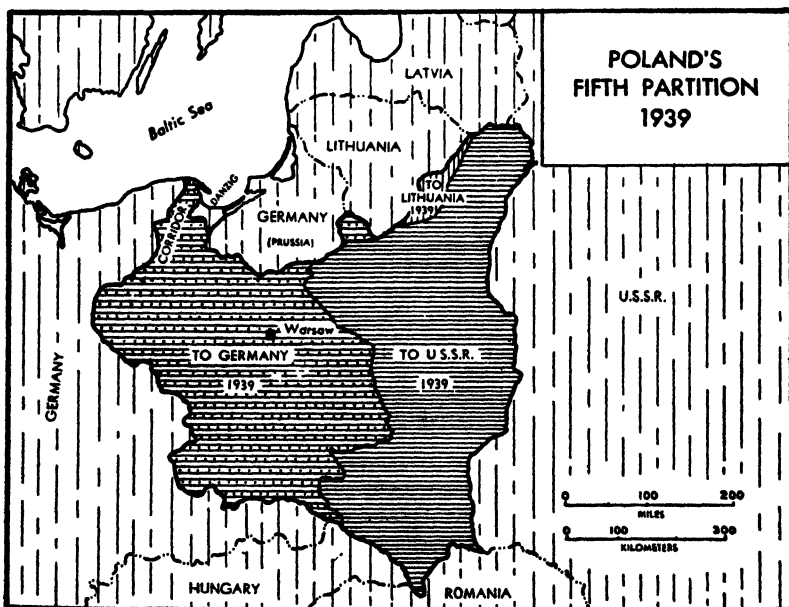 POLAND'S
FIFTH PARTITION
1939
LATVIA
Baltic Sea
LITHUANIA
TO
LITHUANIA
1939
DANZIG
CORRIDOR
GERMANY
(PRUSSIA)
U.S.S.R.
Warsaw
TO GERMANY
1939
TO U.S.S.R.
1939
GERMANY
0 100 200
MILES
0 100 300
KILOMETERS
HUNGARY
ROMANIA